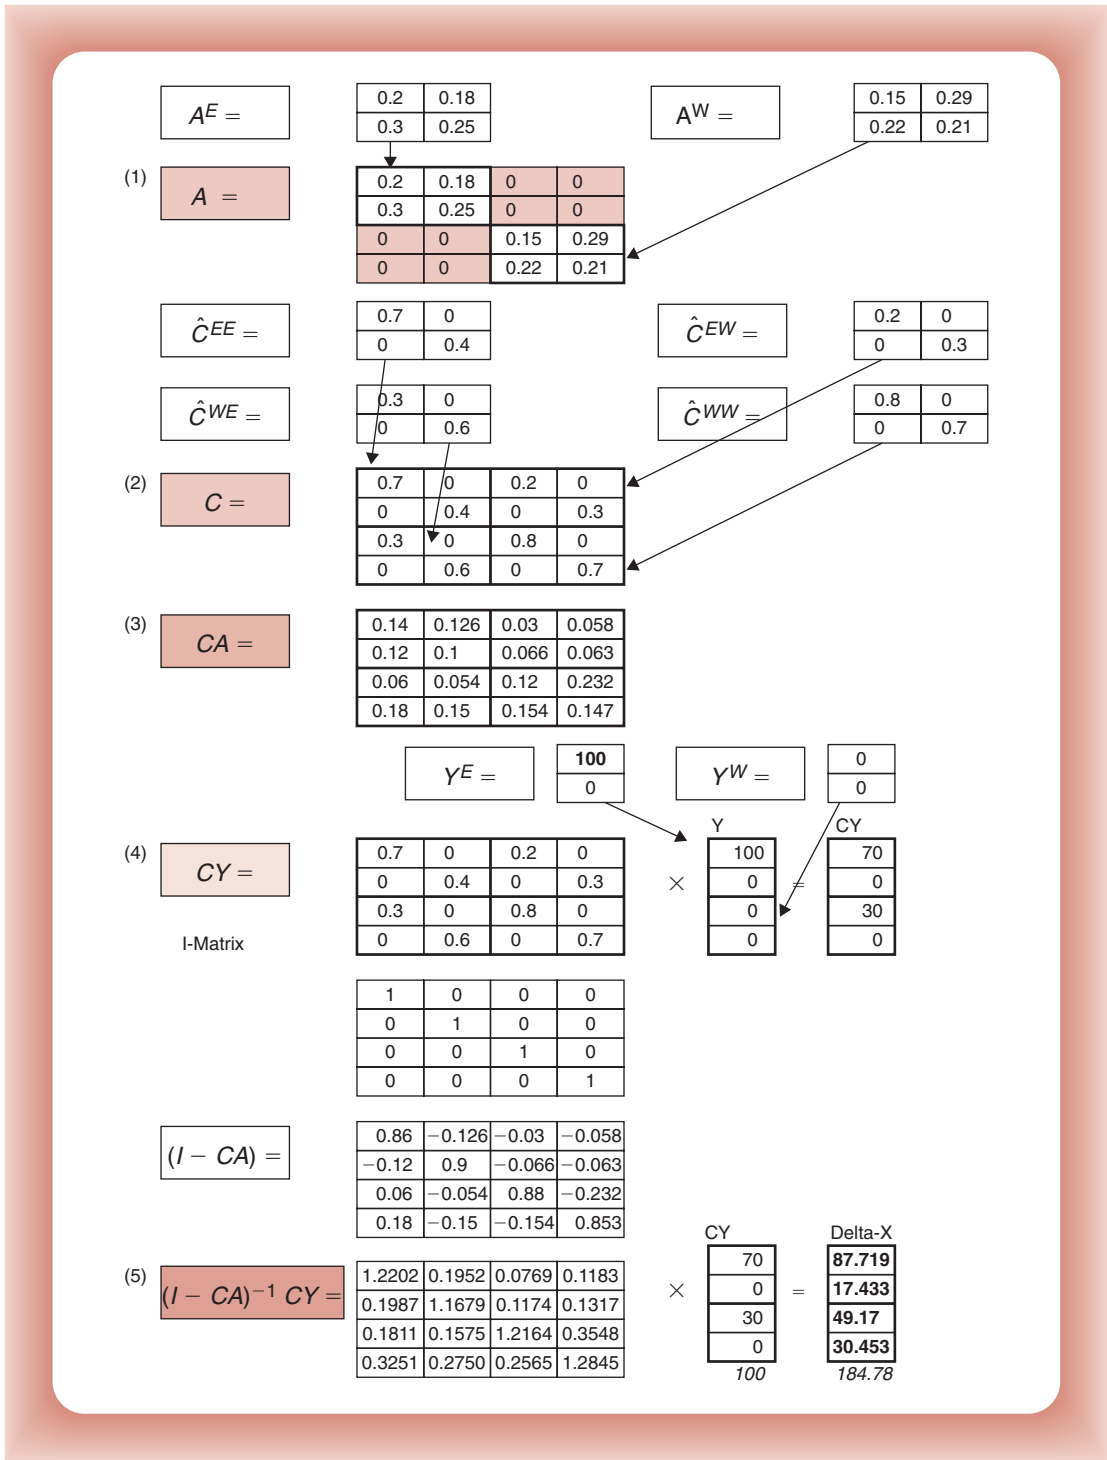 A^E = 0.2 0.18 A^W = 0.15 0.29
0.3 0.25 0.22 0.21
(1) A = 0.2 0.18 0 0
0.3 0.25 0 0
0 0 0.15 0.29
0 0 0.22 0.21
Ĉ^EE = 0.7 0 Ĉ^EW = 0.2 0
0 0.4 0 0.3
Ĉ^WE = 0.3 0 Ĉ^WW = 0.8 0
0 0.6 0 0.7
(2) C = 0.7 0 0.2 0
0 0.4 0 0.3
0.3 0 0.8 0
0 0.6 0 0.7
(3) CA = 0.14 0.126 0.03 0.058
0.12 0.1 0.066 0.063
0.06 0.054 0.12 0.232
0.18 0.15 0.154 0.147
Y^E = 100 Y^W = 0
0 0
Y CY
(4) CY = 0.7 0 0.2 0 100 70
0 0.4 0 0.3 × 0 = 0
0.3 0 0.8 0 0 30
I-Matrix 0 0.6 0 0.7 0 0
1 0 0 0
0 1 0 0
0 0 1 0
0 0 0 1
(I − CA) = 0.86 −0.126 −0.03 −0.058
−0.12 0.9 −0.066 −0.063
0.06 −0.054 0.88 −0.232
0.18 −0.15 −0.154 0.853
CY Delta-X
(5) (I − CA)^−1 CY = 1.2202 0.1952 0.0769 0.1183 70 87.719
0.1987 1.1679 0.1174 0.1317 × 0 = 17.433
0.1811 0.1575 1.2164 0.3548 30 49.17
0.3251 0.2750 0.2565 1.2845 0 30.453
100 184.78